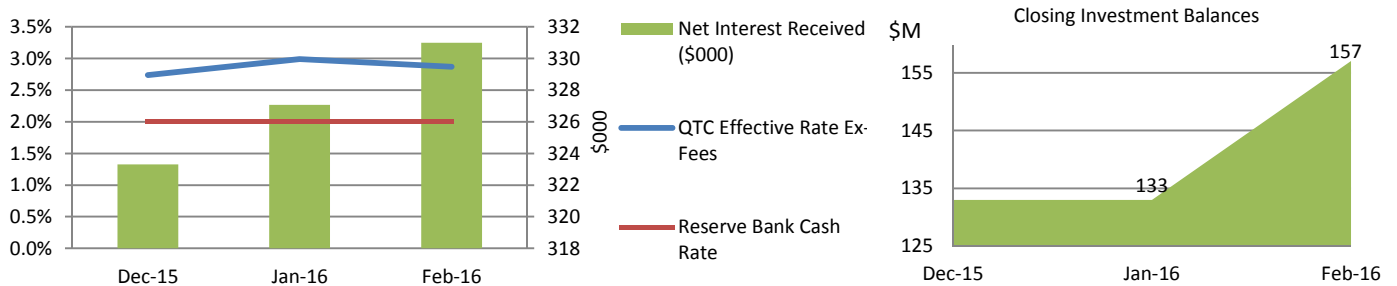 3.5%
3.0%
2.5%
2.0%
1.5%
1.0%
0.5%
0.0%
Dec-15
Jan-16
Feb-16
332
330
328
326
324
322
320
318
$000
Net Interest Received
($000)
QTC Effective Rate Ex-
Fees
Reserve Bank Cash
Rate
Closing Investment Balances
$M
155
145
135
125
133
157
Dec-15
Jan-16
Feb-16